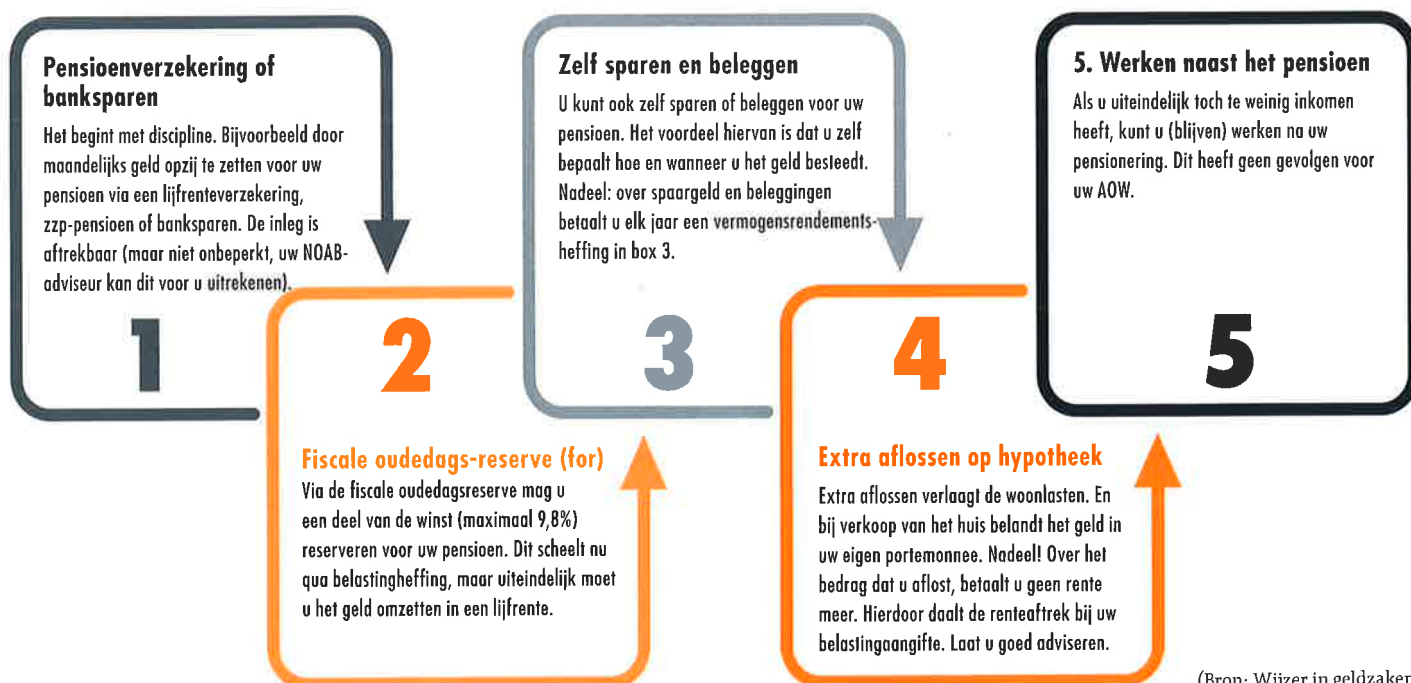 Pensioenverzekering of
banksparen
Het begint met discipline. Bijvoorbeeld door
maandelijks geld opzij te zetten voor uw
pensioen via een lijfrenteverzekering,
zzp-pensioen of banksparen. De inleg is
aftrekbaar (maar niet onbeperkt, uw NOAB-
adviseur kan dit voor u uitrekenen).
1
2
Fiscale oudedags-reserve (for)
Via de fiscale oudedagsreserve mag u
een deel van de winst (maximaal 9,8%)
reserveren voor uw pensioen. Dit scheelt nu
qua belastingheffing, maar uiteindelijk moet
u het geld omzetten in een lijfrente.
Zelf sparen en beleggen
U kunt ook zelf sparen of beleggen voor uw
pensioen. Het voordeel hiervan is dat u zelf
bepaalt hoe en wanneer u het geld besteedt.
Nadeel: over spaargeld en beleggingen
betaalt u elk jaar een vermogensrendements-
heffing in box 3.
3
4
Extra aflossen op hypotheek
Extra aflossen verlaagt de woonlasten. En
bij verkoop van het huis belandt het geld in
uw eigen portemonnee. Nadeel! Over het
bedrag dat u aflost, betaalt u geen rente
meer. Hierdoor daalt de renteaftrek bij uw
belastingaangifte. Laat u goed adviseren.
5. Werken naast het pensioen
Als u uiteindelijk toch te weinig inkomen
heeft, kunt u (blijven) werken na uw
pensionering. Dit heeft geen gevolgen voor
uw AOW.
5
(Bron: Wijzer in geldzaken